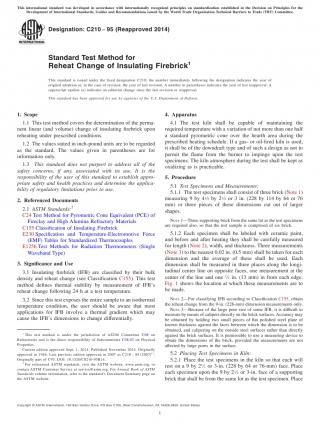 This international standard was developed in accordance with internationally recognized principles on standardization established in the Decision on Principles for the
Development of International Standards, Guides and Recommendations issued by the World Trade Organization Technical Barriers to Trade (TBT) Committee.
Designation: C210 − 95 (Reapproved 2014)
Standard Test Method for
Reheat Change of Insulating Firebrick1
This standard is issued under the fixed designation C210; the number immediately following the designation indicates the year of
original adoption or, in the case of revision, the year of last revision. A number in parentheses indicates the year of last reapproval. A
superscript epsilon (ε) indicates an editorial change since the last revision or reapproval.
This standard has been approved for use by agencies of the U.S. Department of Defense.
1. Scope
1.1 This test method covers the determination of the perma-
nent linear (and volume) change of insulating firebrick upon
reheating under prescribed conditions.
1.2 The values stated in inch-pound units are to be regarded
as the standard. The values given in parentheses are for
information only.
1.3 This standard does not purport to address all of the
safety concerns, if any, associated with its use. It is the
responsibility of the user of this standard to establish appro-
priate safety and health practices and determine the applica-
bility of regulatory limitations prior to use.
2. Referenced Documents
2.1 ASTM Standards:2
C24 Test Method for Pyrometric Cone Equivalent (PCE) of
Fireclay and High Alumina Refractory Materials
C155 Classification of Insulating Firebrick
E230 Specification and Temperature-Electromotive Force
(EMF) Tables for Standardized Thermocouples
E1256 Test Methods for Radiation Thermometers (Single
Waveband Type)
3. Significance and Use
3.1 Insulating firebrick (IFB) are classified by their bulk
density and reheat change (see Classification C155). This test
method defines thermal stability by measurement of IFB's
reheat change following 24 h at a test temperature.
3.2 Since this test exposes the entire sample to an isothermal
temperature condition, the user should be aware that most
applications for IFB involve a thermal gradient which may
cause the IFB's dimensions to change differentially.
1 This test method is under the jurisdiction of ASTM Committee C08 on
Refractories and is the direct responsibility of Subcommittee C08.03 on Physical
Properties.
Current edition approved Sept. 1, 2014. Published November 2014. Originally
approved in 1946. Last previous edition approved in 2007 as C210 – 95 (2007)ε1.
Originally part of C93. DOI: 10.1520/C0210-95R14.
2 For referenced ASTM standards, visit the ASTM website, www.astm.org, or
contact ASTM Customer Service at service@astm.org. For Annual Book of ASTM
Standards volume information, refer to the standard's Document Summary page on
the ASTM website.
4. Apparatus
4.1 The test kiln shall be capable of maintaining the
required temperature with a variation of not more than one half
a standard pyrometric cone over the hearth area during the
prescribed heating schedule. If a gas- or oil-fired kiln is used,
it shall be of the downdraft type and of such a design as not to
permit the flame from the burner to impinge upon the test
specimens. The kiln atmosphere during the test shall be kept as
oxidizing as is practicable.
5. Procedure
5.1 Test Specimens and Measurements:
5.1.1 The test specimens shall consist of three brick (Note 1)
measuring 9 by 4½ by 2½ or 3 in. (228 by 114 by 64 or 76
mm) or three pieces of these dimensions cut out of larger
shapes.
NOTE 1—Three supporting brick from the same lot as the test specimens
are required also, so that the test sample is comprised of six brick.
5.1.2 Each specimen shall be labeled with ceramic paint,
and before and after heating they shall be carefully measured
for length (Note 2), width, and thickness. Three measurements
(Note 3) to the nearest 0.02 in. (0.5 mm) shall be taken for each
dimension and the average of these shall be used. Each
dimension shall be measured in three places along the longi-
tudinal center line on opposite faces, one measurement at the
center of the line and one ½ in. (13 mm) from each edge.
Fig. 1 shows the location at which these measurements are to
be made.
NOTE 2—For classifying IFB according to Classification C155, obtain
the reheat change from the 9-in. (228-mm) dimension measurement only.
NOTE 3—Because of the large pore size of some IFB, it is difficult to
measure by means of caliper directly on the brick surfaces. Accuracy may
be obtained by holding two small pieces of flat polished steel plate of
known thickness against the faces between which the dimension is to be
obtained, and calipering on the outside steel surfaces rather than directly
against the brick surfaces. It is permissible to use a measuring device to
obtain the dimensions of the brick, provided the measurements are not
affected by large pores in the surface.
5.2 Placing Test Specimens in Kiln:
5.2.1 Place the test specimens in the kiln so that each will
rest on a 9 by 2½ or 3-in. (228 by 64 or 76-mm) face. Place
each specimen upon the 9 by 2½ or 3-in. face of a supporting
brick that shall be from the same lot as the test specimen. Place
Copyright © ASTM International, 100 Barr Harbor Drive, PO Box C700, West Conshohocken, PA 19428-2959. United States
1